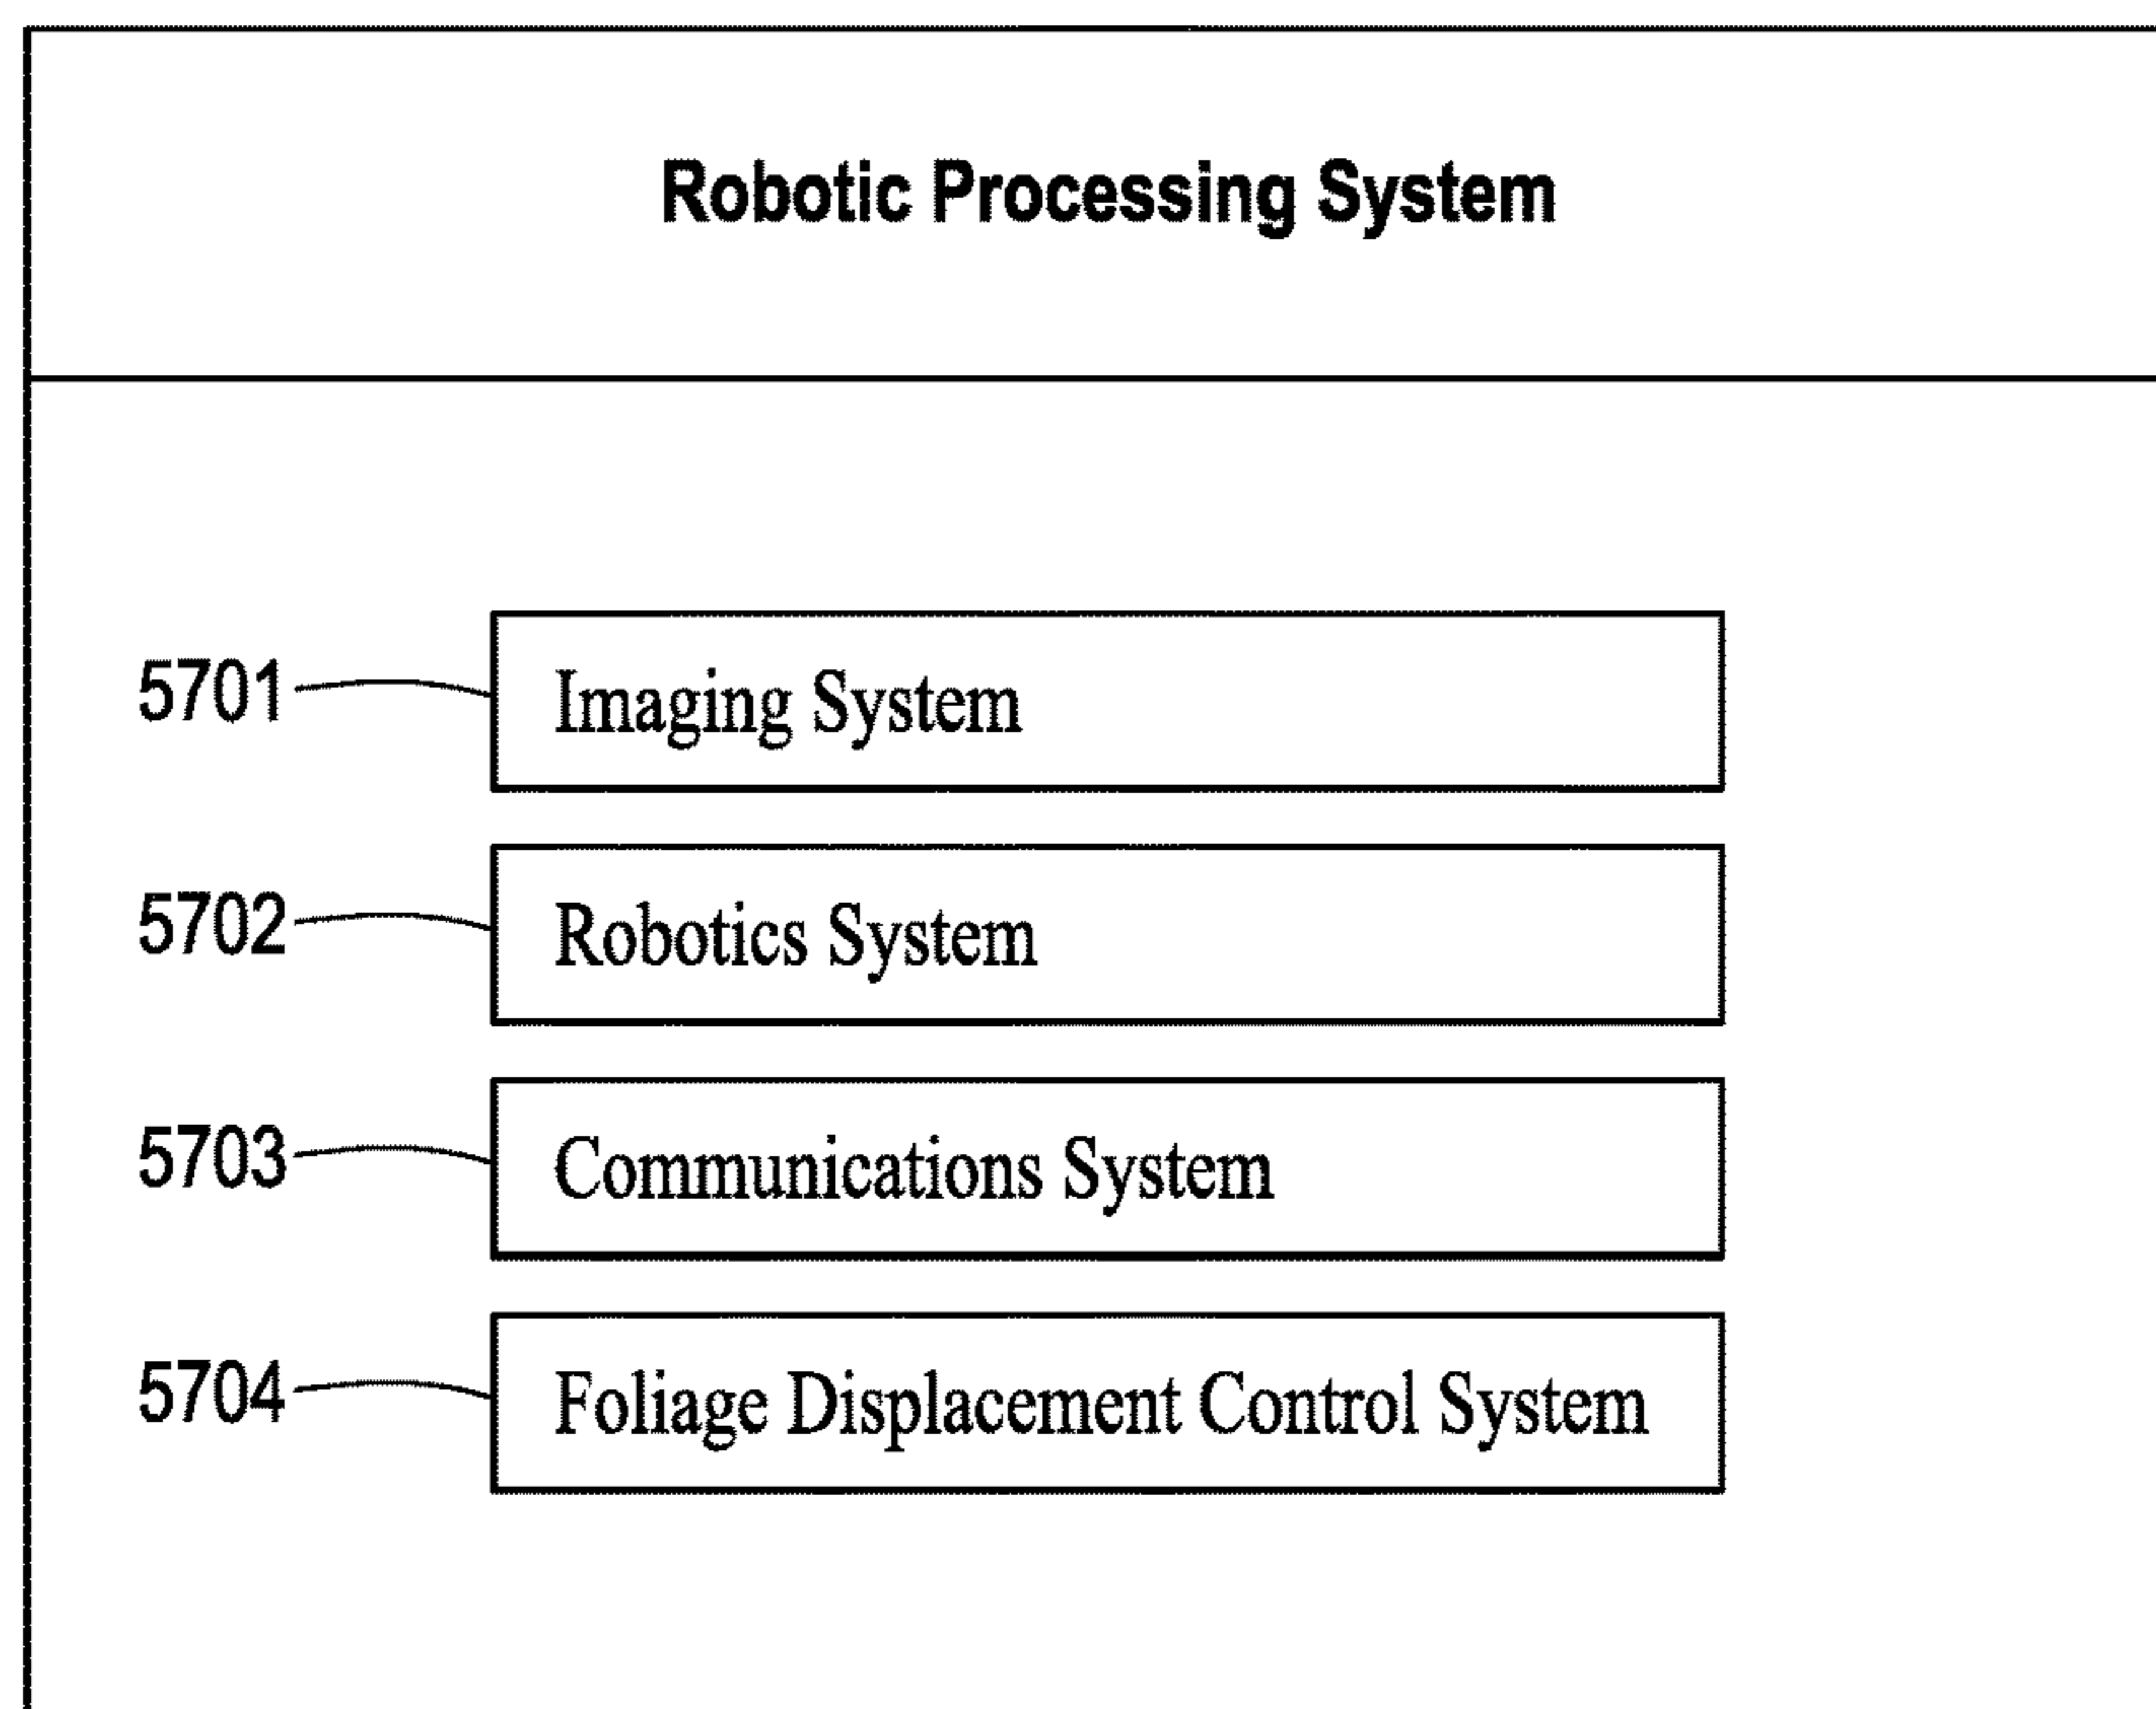 Robotic Processing System
5701 Imaging System
5702 Robotics System
5703 Communications System
5704 Foliage Displacement Control System